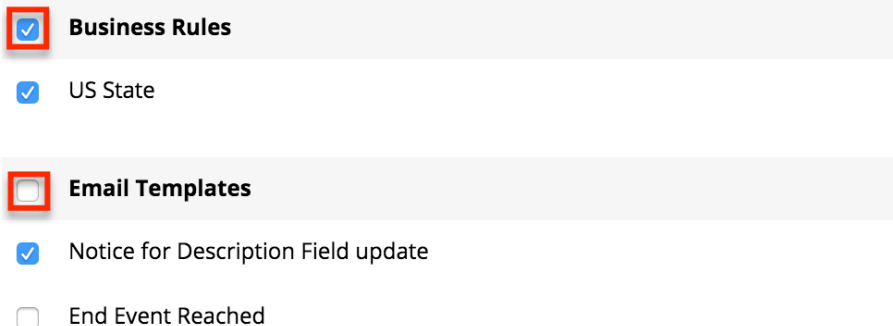 Business Rules
US State
Email Templates
Notice for Description Field update
End Event Reached